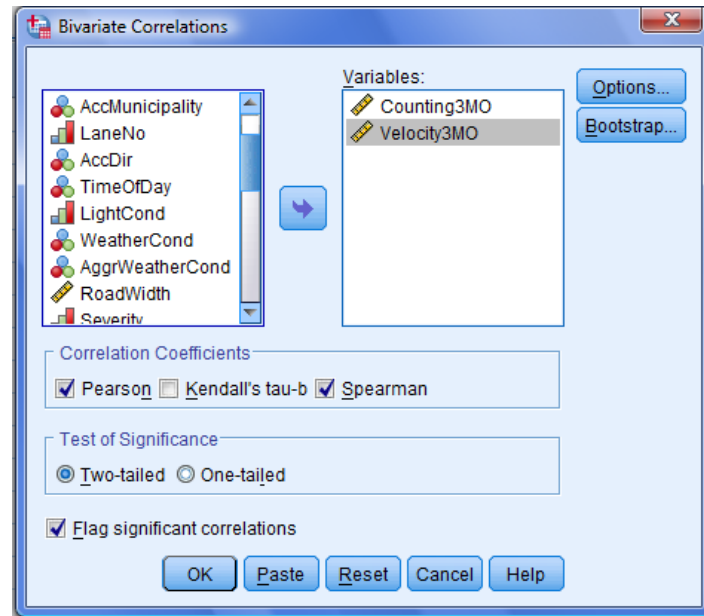 Bivariate Correlations
Variables:
AccMunicipality
LaneNo
AccDir
TimeOfDay
LightCond
WeatherCond
AggrWeatherCond
RoadWidth
Severity
Counting3MO
Velocity3MO
Options...
Bootstrap...
Correlation Coefficients
Pearson Kendall's tau-b Spearman
Test of Significance
Two-tailed One-tailed
Flag significant correlations
OK Paste Reset Cancel Help